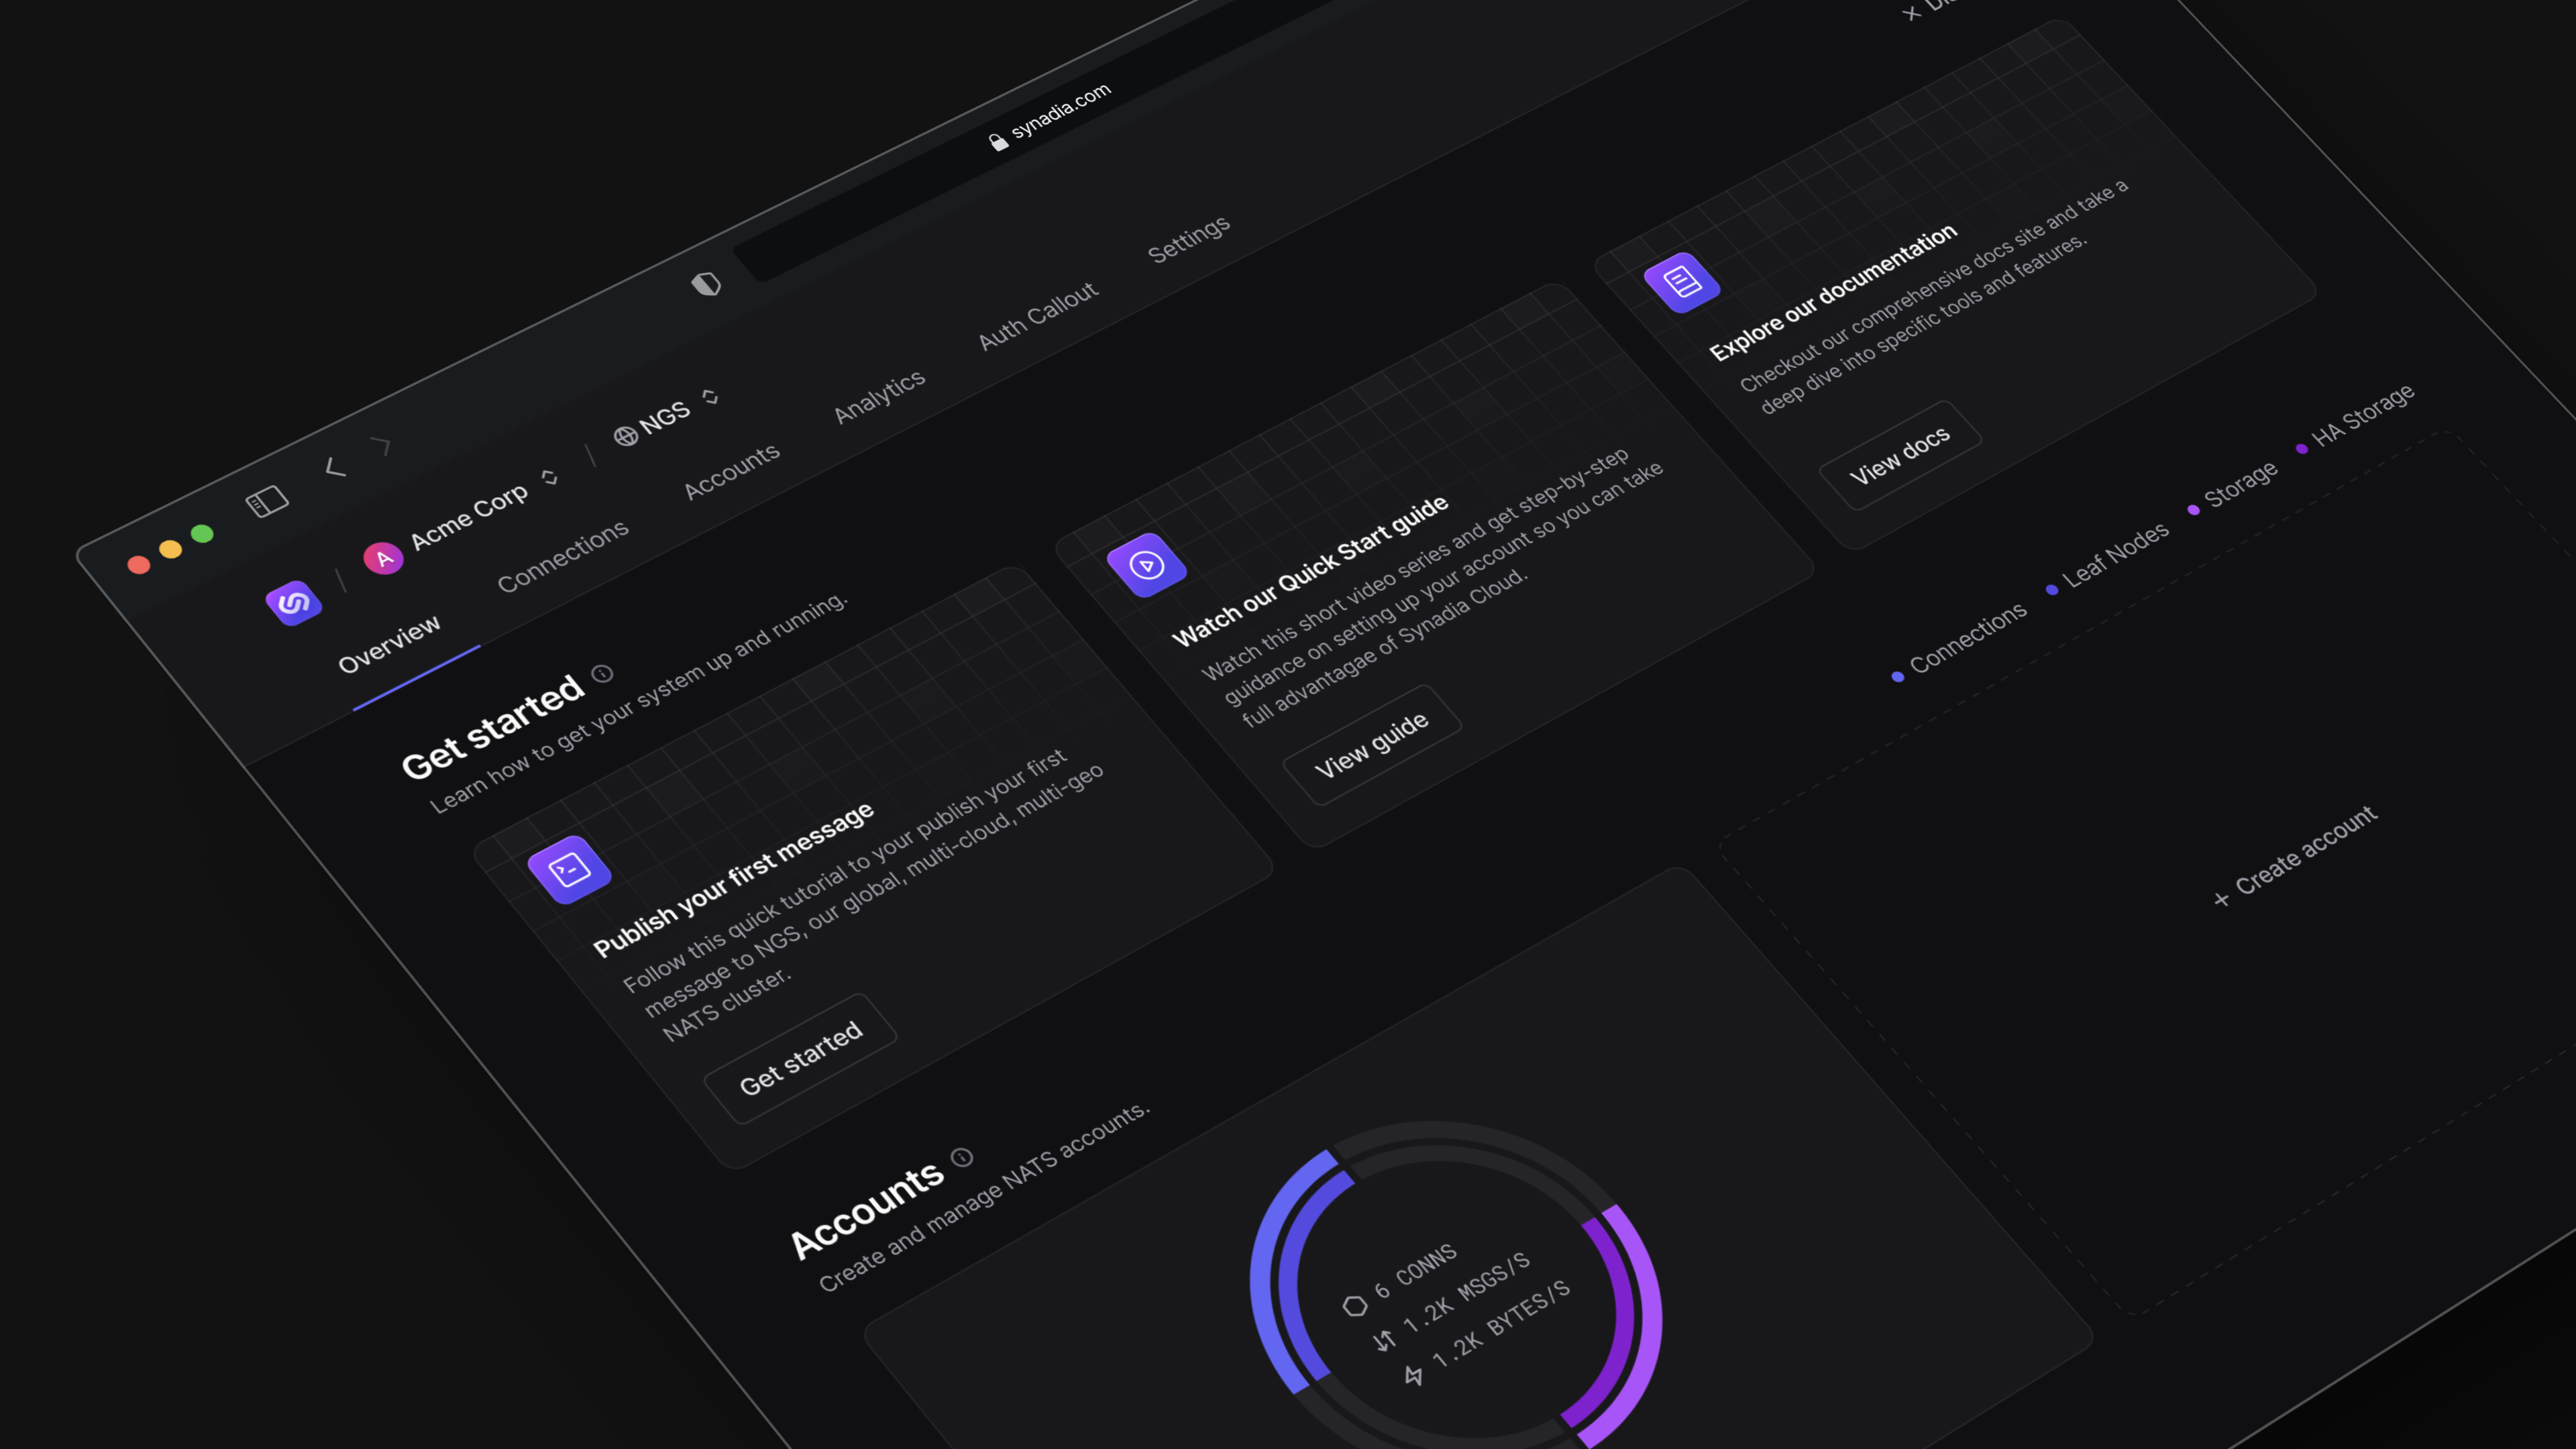 synadia.com
A Acme Corp
NGS
Overview
Connections
Accounts
Analytics
Auth Callout
Settings
Get started
Learn how to get your system up and running.
Publish your first message
Follow this quick tutorial to your publish your first
message to NGS, our global, multi-cloud, multi-geo
NATS cluster.
Get started
Watch our Quick Start guide
Watch this short video series and get step-by-step
guidance on setting up your account so you can take
full advantagae of Synadia Cloud.
View guide
Explore our documentation
Checkout our comprehensive docs site and take a
deep dive into specific tools and features.
View docs
Accounts
Create and manage NATS accounts.
Connections
Leaf Nodes
Storage
HA Storage
6 CONNS
1.2K MSGS/S
1.2K BYTES/S
+ Create account